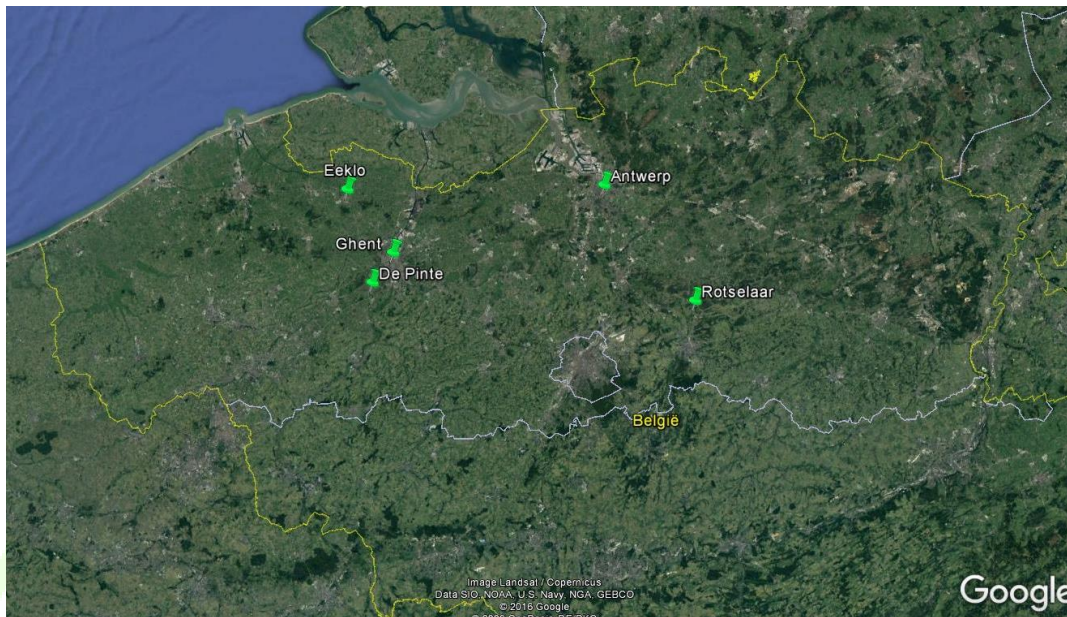 Eeklo
Antwerp
Ghent
De Pinte
Rotselaar
België
Image Landsat / Copernicus
Data SIO, NOAA, U.S. Navy, NGA, GEBCO
© 2016 Google
Google